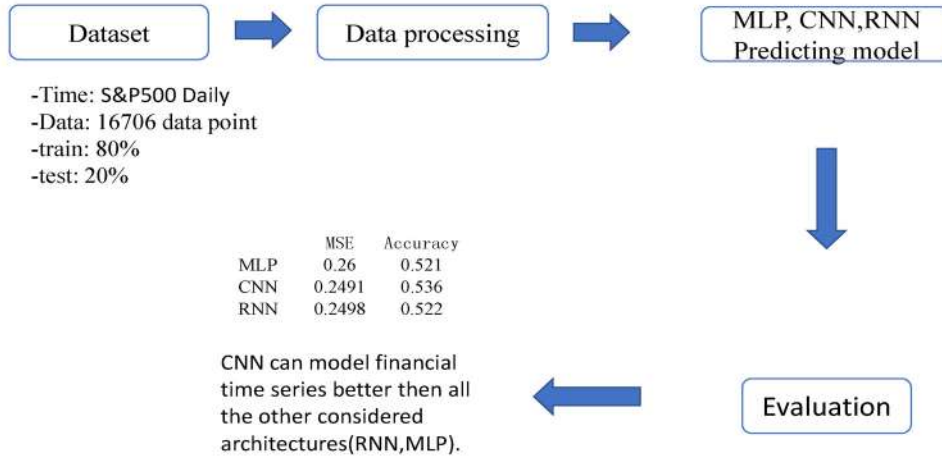 Dataset
Data processing
MLP, CNN,RNN
Predicting model
-Time: S&P500 Daily
-Data: 16706 data point
-train: 80%
-test: 20%
MSE Accuracy
MLP 0.26 0.521
CNN 0.2491 0.536
RNN 0.2498 0.522
CNN can model financial
time series better then all
the other considered
architectures(RNN,MLP).
Evaluation